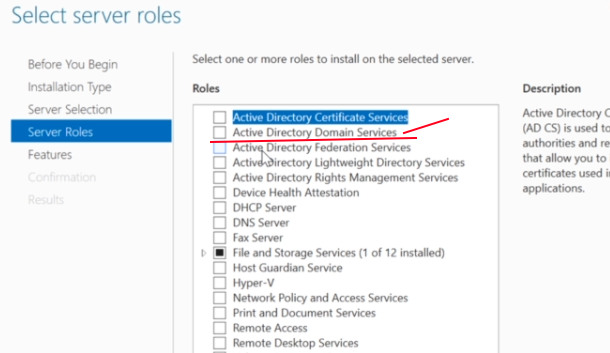 Select server roles
Before You Begin
Installation Type
Server Selection
Server Roles
Features
Confirmation
Results
Select one or more roles to install on the selected server.
Roles
Active Directory Certificate Services
Active Directory Domain Services
Active Directory Federation Services
Active Directory Lightweight Directory Services
Active Directory Rights Management Services
Device Health Attestation
DHCP Server
DNS Server
Fax Server
File and Storage Services (1 of 12 installed)
Host Guardian Service
Hyper-V
Network Policy and Access Services
Print and Document Services
Remote Access
Remote Desktop Services
Description
Active Directory C
(AD CS) is used to
authorities and re
that allow you to
certificates used i
applications.